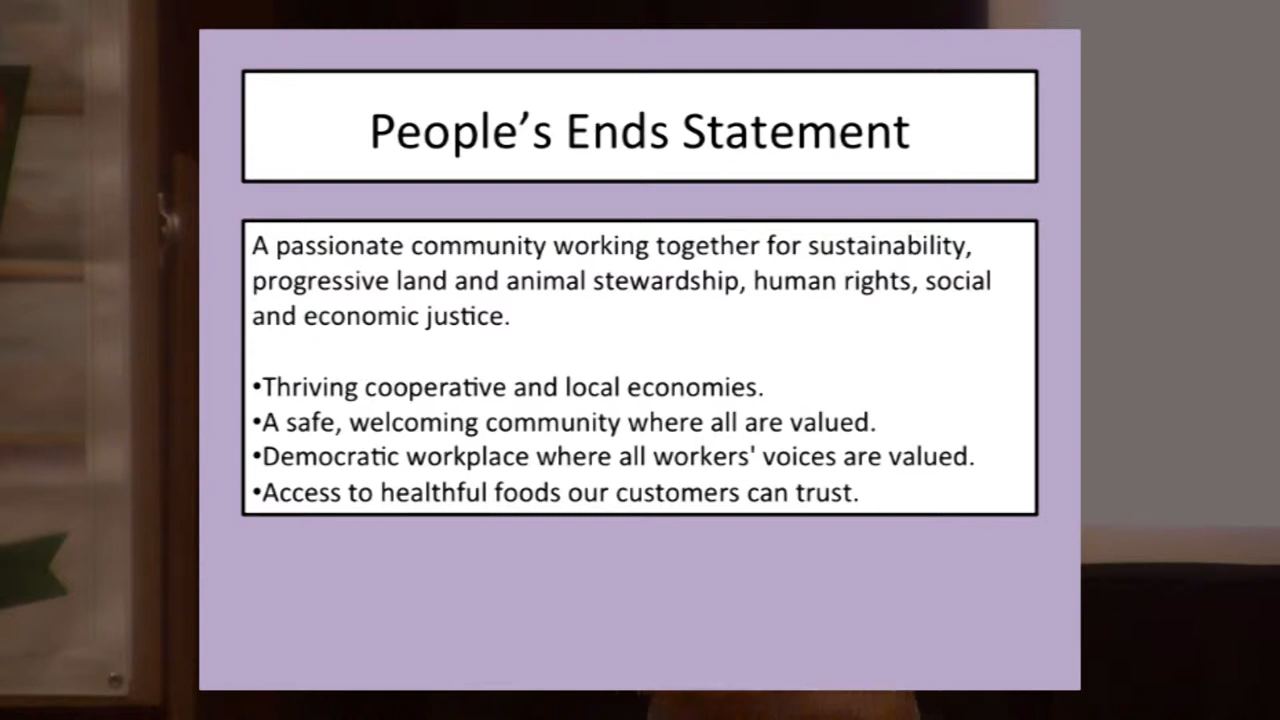 People’s Ends Statement
A passionate community working together for sustainability,
progressive land and animal stewardship, human rights, social
and economic justice.
•Thriving cooperative and local economies.
•A safe, welcoming community where all are valued.
•Democratic workplace where all workers' voices are valued.
•Access to healthful foods our customers can trust.